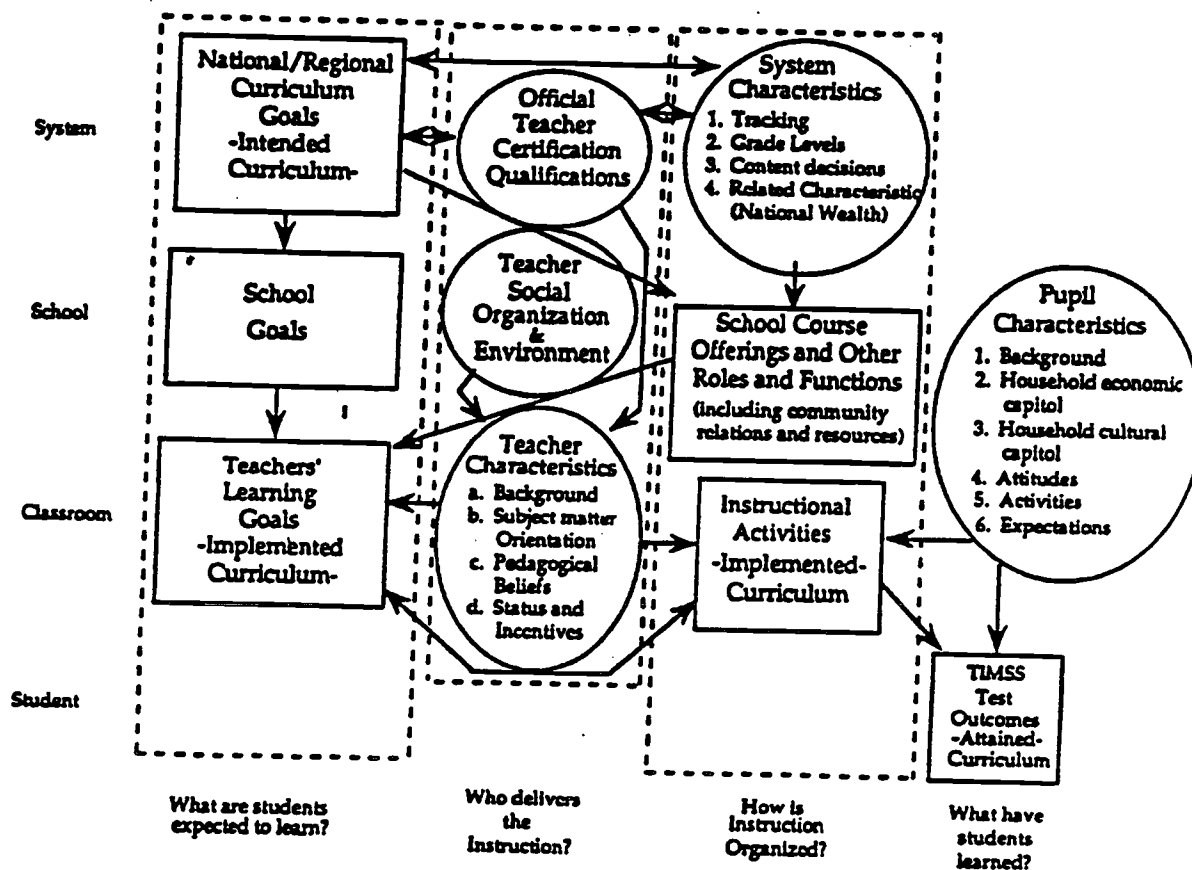 System
National/Regional
Curriculum
Goals
-Intended
Curriculum-
Official
Teacher
Certification
Qualifications
System
Characteristics
1. Tracking
2. Grade Levels
3. Content decisions
4. Related Characteristic
(National Wealth)
School
School
Goals
Teacher
Social
Organization
&
Environment
School Course
Offerings and Other
Roles and Functions
(including community
relations and resources)
Pupil
Characteristics
1. Background
2. Household economic
capitol
3. Household cultural
capitol
4. Attitudes
5. Activities
6. Expectations
Classroom
Teachers'
Learning
Goals
-Implemented
Curriculum-
Teacher
Characteristics
a. Background
b. Subject matter
Orientation
c. Pedagogical
Beliefs
d. Status and
Incentives
Instructional
Activities
-Implemented-
Curriculum
Student
TIMSS
Test
Outcomes
-Attained-
Curriculum
What are students
expected to learn?
Who delivers
the
Instruction?
How is
Instruction
Organized?
What have
students
learned?